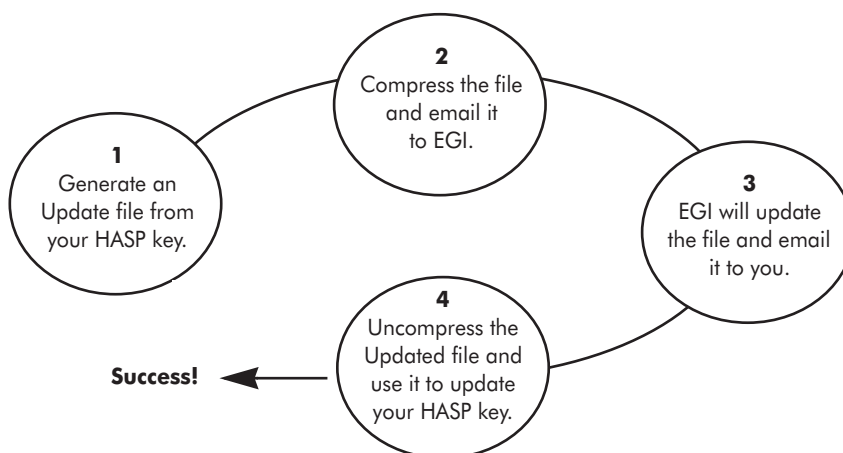 1
Generate an
Update file from
your HASP key.
2
Compress the file
and email it
to EGI.
3
EGI will update
the file and email
it to you.
4
Uncompress the
Updated file and
use it to update
your HASP key.
Success!